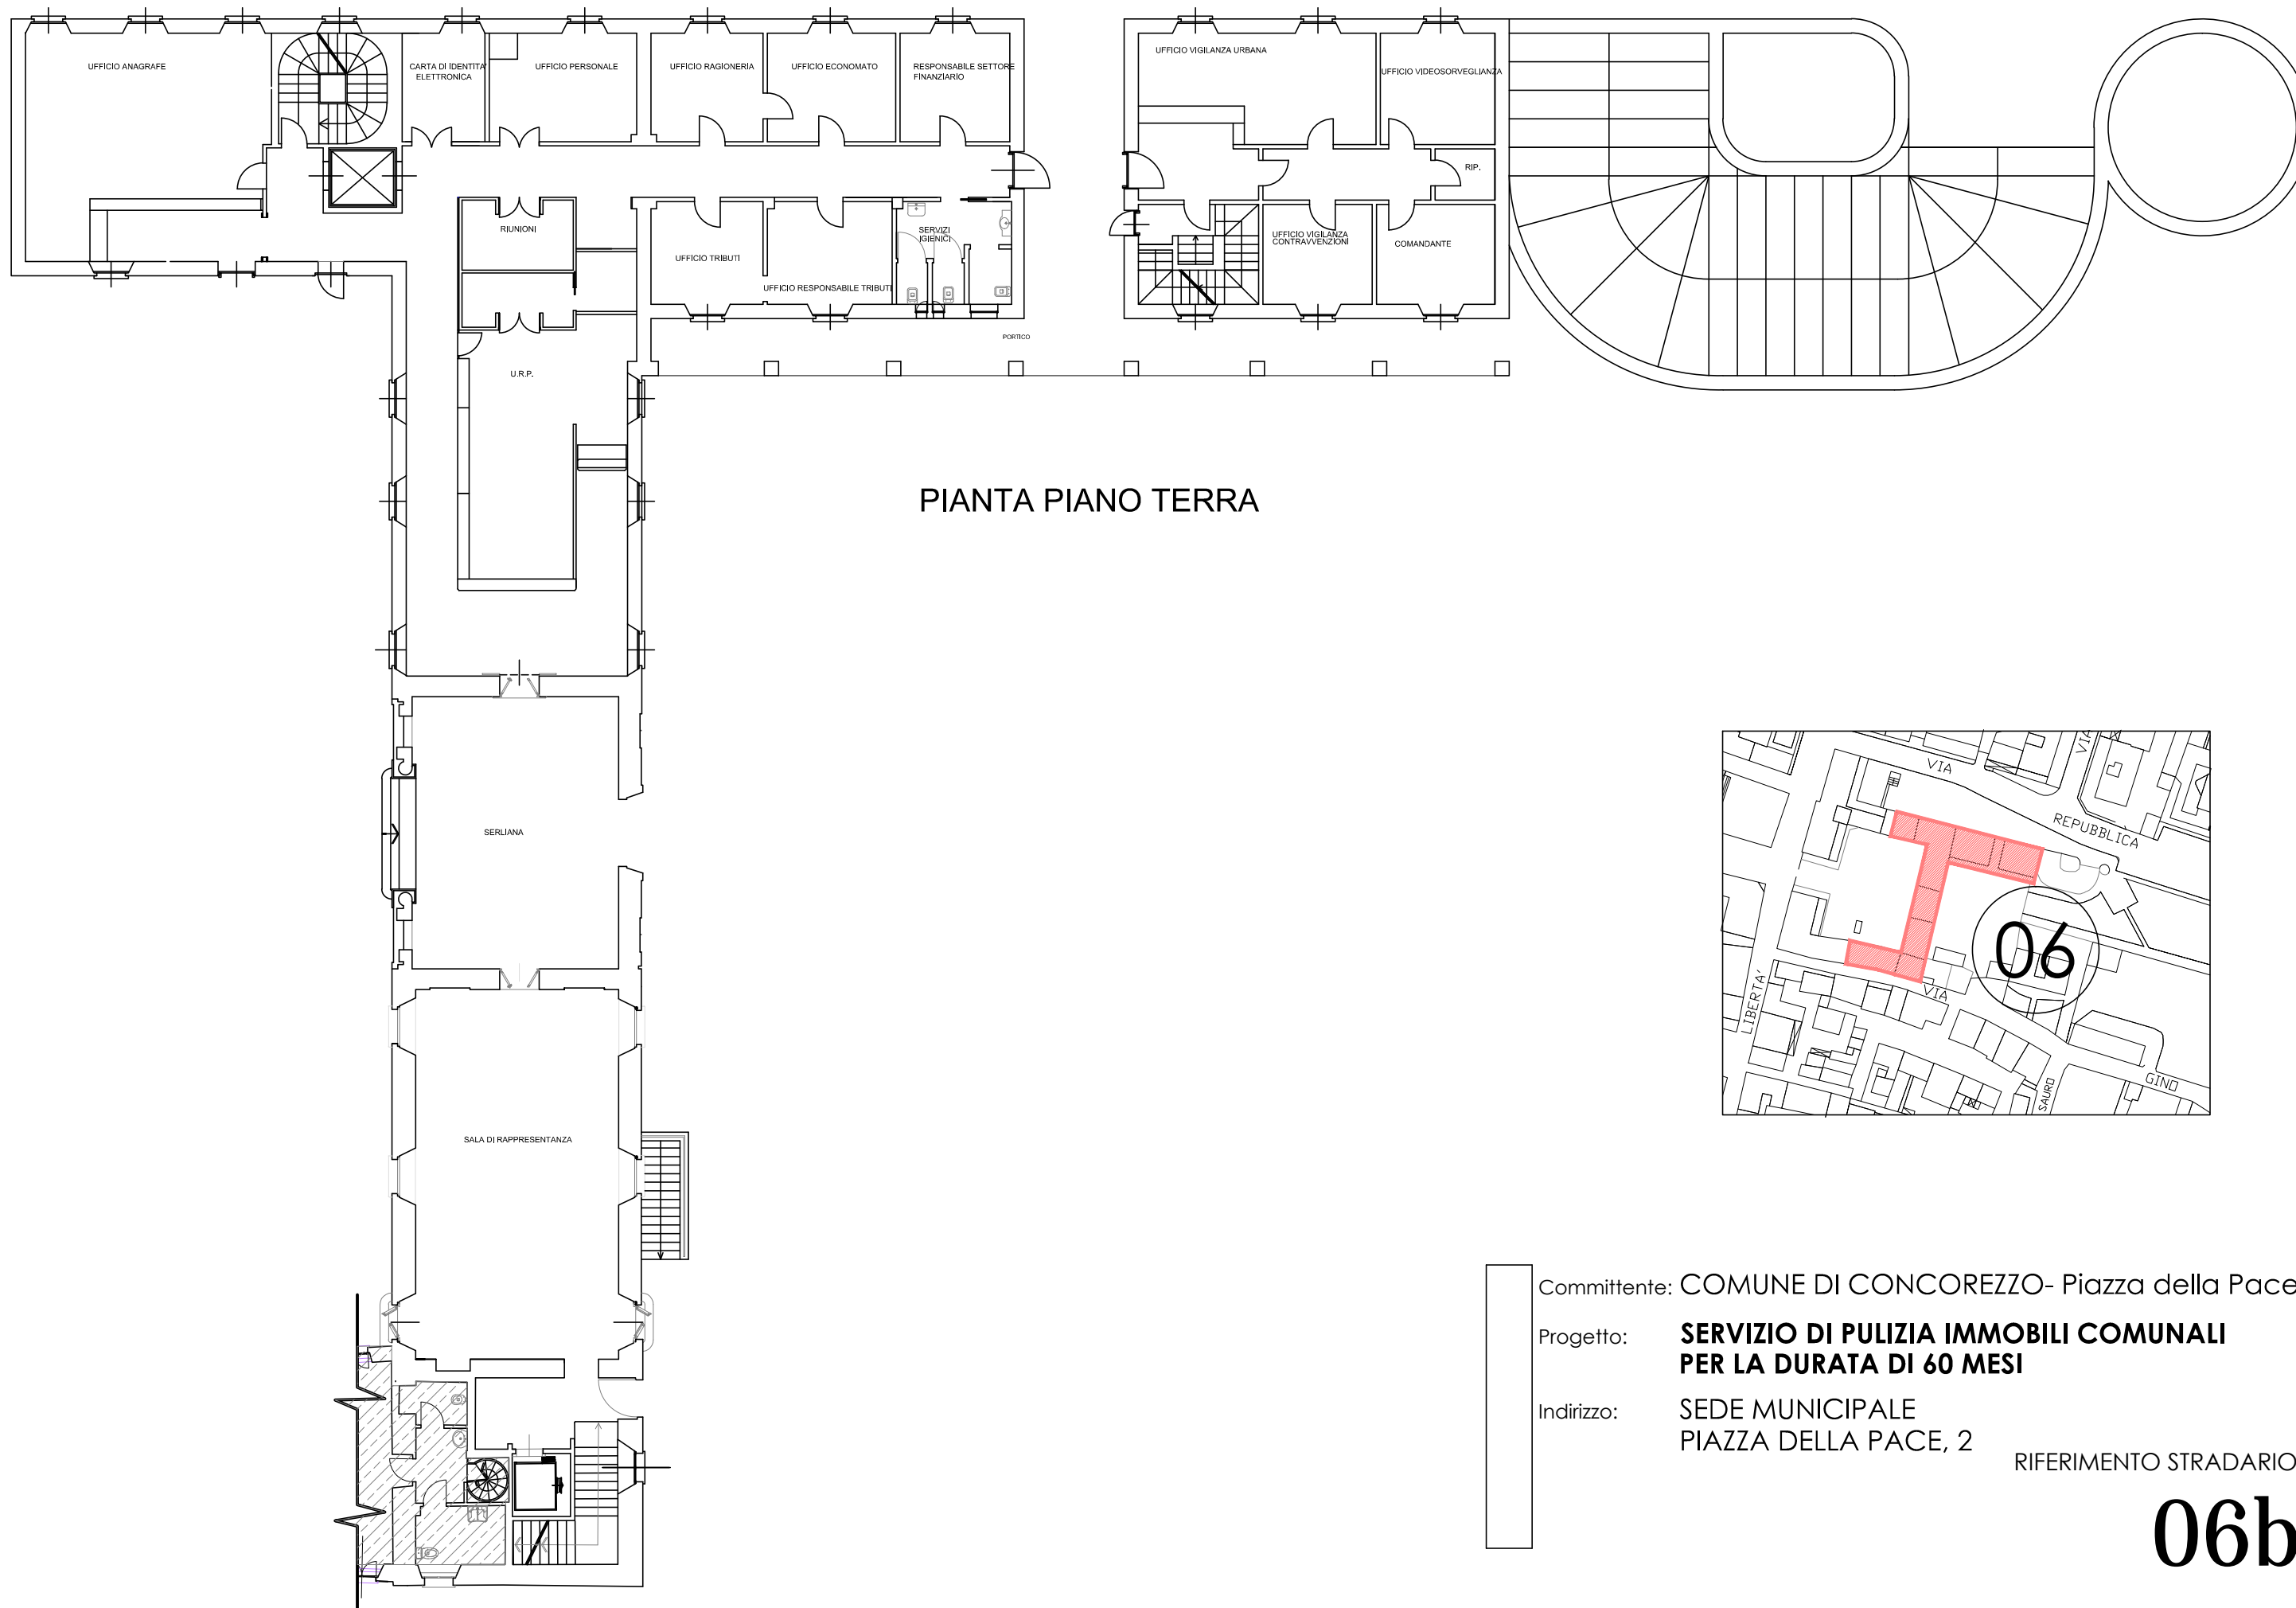 UFFICIO ANAGRAFE
CARTA DI IDENTITA'
ELETTRONICA
UFFICIO PERSONALE
UFFICIO RAGIONERIA
UFFICIO ECONOMATO
RESPONSABILE SETTORE
FINANZIARIO
UFFICIO VIGILANZA URBANA
UFFICIO VIDEOSORVEGLIANZA
RIP.
RIUNIONI
UFFICIO TRIBUTI
UFFICIO RESPONSABILE TRIBUTI
SERVIZI
IGIENICI
UFFICIO VIGILANZA
CONTRAVVENZIONI
COMANDANTE
PORTICO
U.R.P.
PIANTA PIANO TERRA
SERLIANA
SALA DI RAPPRESENTANZA
VIA
VIA
REPUBBLICA
06
LIBERTA'
VIA
SAURO
GINO
Committente: COMUNE DI CONCOREZZO- Piazza della Pace
Progetto: SERVIZIO DI PULIZIA IMMOBILI COMUNALI
PER LA DURATA DI 60 MESI
Indirizzo: SEDE MUNICIPALE
PIAZZA DELLA PACE, 2
RIFERIMENTO STRADARIO
06b